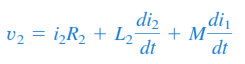 v₂ = i₂R₂ + L₂ di₂/dt + M di₁/dt